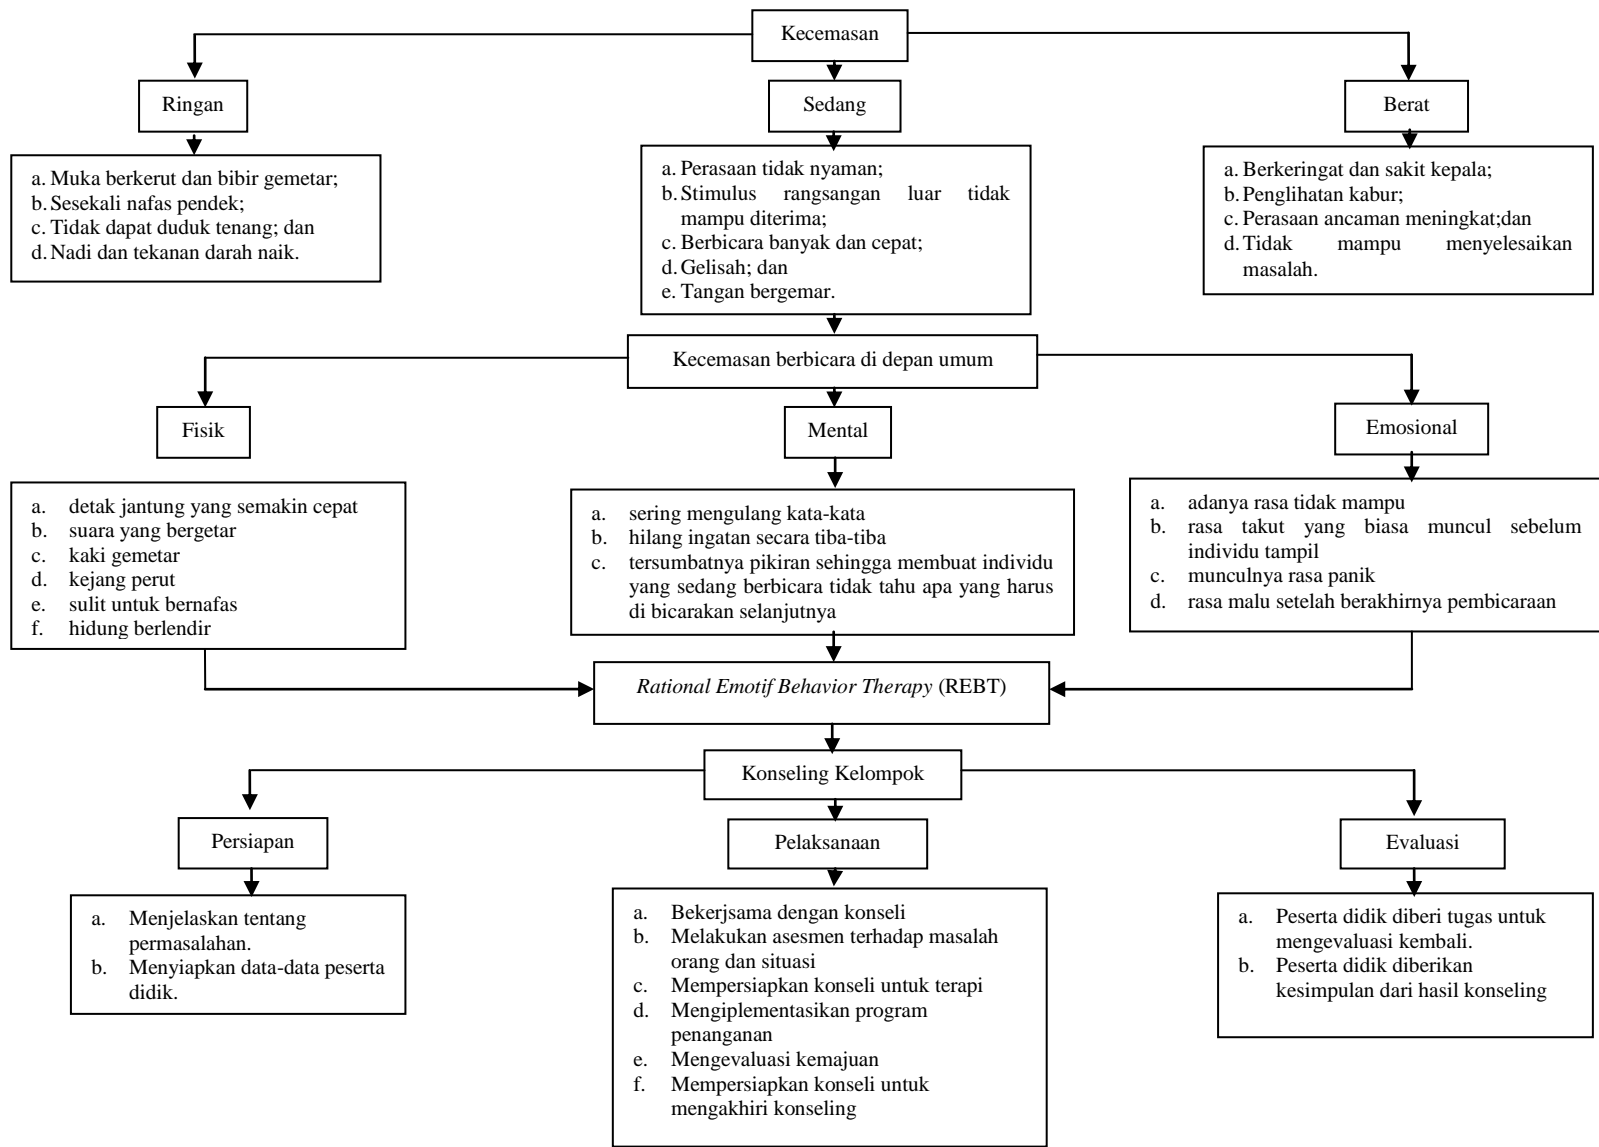 Kecemasan
Ringan
Sedang
Berat
a. Muka berkerut dan bibir gemetar;
b. Sesekali nafas pendek;
c. Tidak dapat duduk tenang; dan
d. Nadi dan tekanan darah naik.
a. Perasaan tidak nyaman;
b. Stimulus rangsangan luar tidak
mampu diterima;
c. Berbicara banyak dan cepat;
d. Gelisah; dan
e. Tangan bergemar.
a. Berkeringat dan sakit kepala;
b. Penglihatan kabur;
c. Perasaan ancaman meningkat;dan
d. Tidak mampu menyelesaikan
masalah.
Kecemasan berbicara di depan umum
Fisik
Mental
Emosional
a. detak jantung yang semakin cepat
b. suara yang bergetar
c. kaki gemetar
d. kejang perut
e. sulit untuk bernafas
f. hidung berlendir
a. sering mengulang kata-kata
b. hilang ingatan secara tiba-tiba
c. tersumbatnya pikiran sehingga membuat individu
yang sedang berbicara tidak tahu apa yang harus
di bicarakan selanjutnya
a. adanya rasa tidak mampu
b. rasa takut yang biasa muncul sebelum
individu tampil
c. munculnya rasa panik
d. rasa malu setelah berakhirnya pembicaraan
Rational Emotif Behavior Therapy (REBT)
Konseling Kelompok
Persiapan
Pelaksanaan
Evaluasi
a. Menjelaskan tentang
permasalahan.
b. Menyiapkan data-data peserta
didik.
a. Bekerjsama dengan konseli
b. Melakukan asesmen terhadap masalah
orang dan situasi
c. Mempersiapkan konseli untuk terapi
d. Mengiplementasikan program
penanganan
e. Mengevaluasi kemajuan
f. Mempersiapkan konseli untuk
mengakhiri konseling
a. Peserta didik diberi tugas untuk
mengevaluasi kembali.
b. Peserta didik diberikan
kesimpulan dari hasil konseling